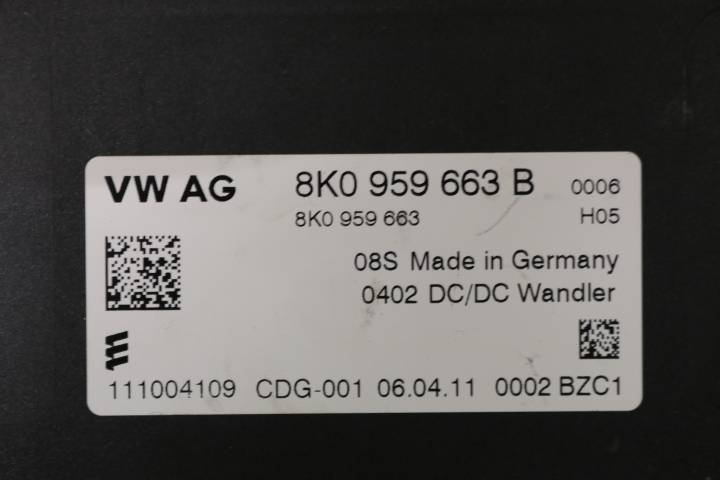 VW AG 8K0 959 663 B 0006
8K0 959 663 H05
08S Made in Germany
0402 DC/DC Wandler
111004109 CDG-001 06.04.11 0002 BZC1